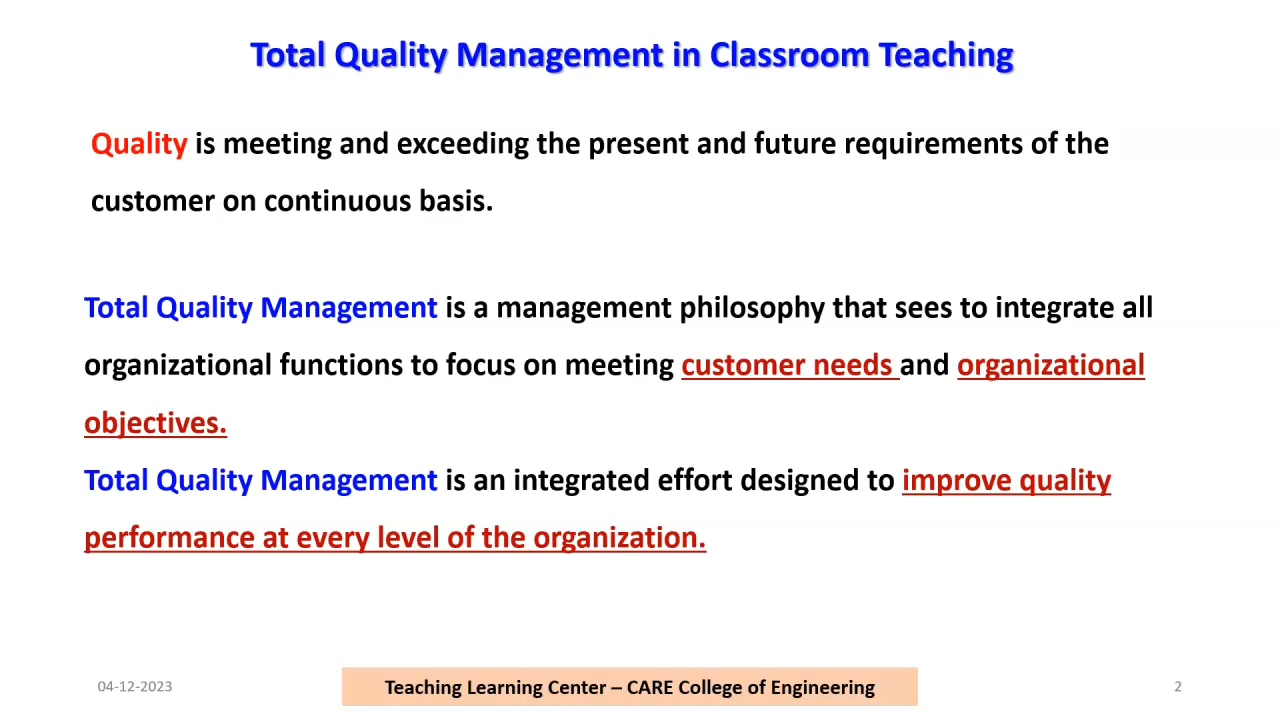 Total Quality Management in Classroom Teaching
Quality is meeting and exceeding the present and future requirements of the
customer on continuous basis.
Total Quality Management is a management philosophy that sees to integrate all
organizational functions to focus on meeting customer needs and organizational
objectives.
Total Quality Management is an integrated effort designed to improve quality
performance at every level of the organization.
04-12-2023
Teaching Learning Center – CARE College of Engineering
2